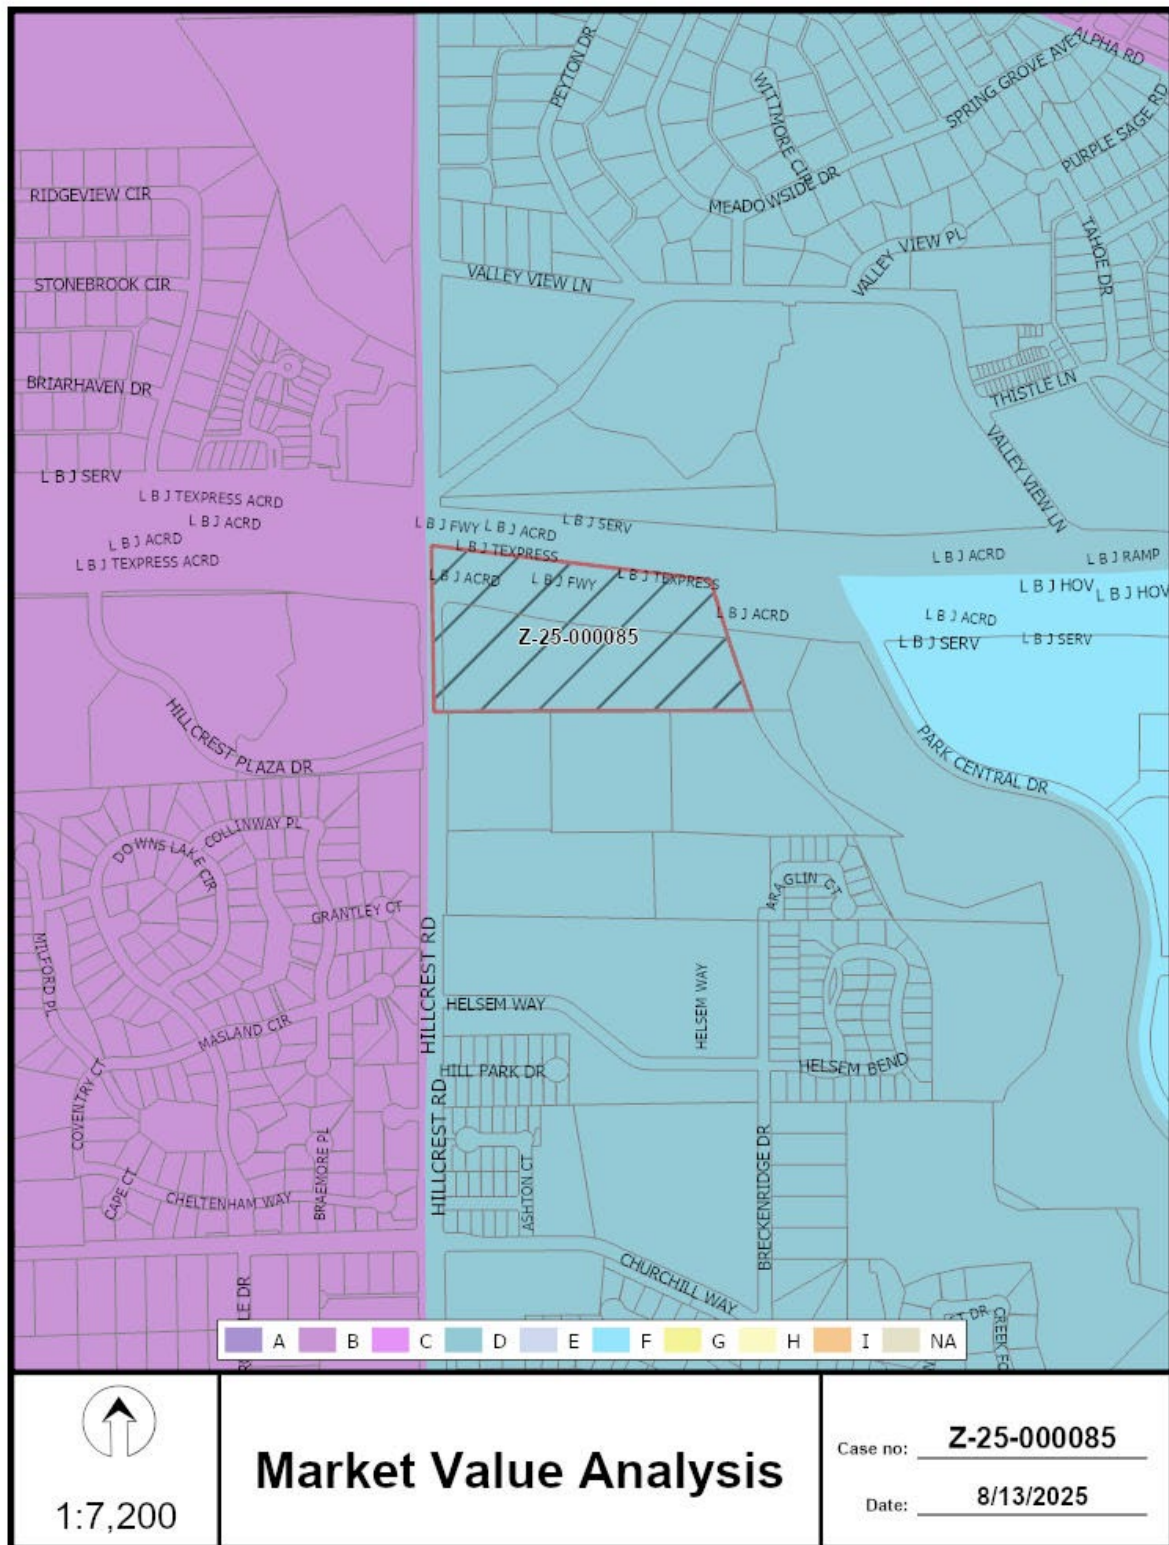 PEYTON DR
ALPHA RD
SPRING GROVE AVE
WITTMORE CIR
PURPLE SAGE RD
RIDGEVIEW CIR
MEADOWSIDE DR
VALLEY VIEW PL
TAHOE DR
STONEBROOK CIR
VALLEY VIEW LN
BRIARHAVEN DR
THISTLE LN
VALLEY VIEW LN
L B J SERV
L B J TEXPRESS ACRD
L B J ACRD
L B J FWY
L B J ACRD
L B J SERV
L B J ACRD
L B J TEXPRESS
L B J ACRD
L B J RAMP
L B J TEXPRESS ACRD
L B J ACRD
L B J FWY
L B J TEXPRESS
L B J HOV
L B J HOV
L B J ACRD
L B J ACRD
Z-25-000085
L B J SERV
L B J SERV
HILLCREST PLAZA DR
PARK CENTRAL DR
COLLINWAY PL
DOWNS LAKE CIR
ARAGLIN CT
GRANTLEY CT
MILFORD PL
HILLCREST RD
HELSEM WAY
HELSEM WAY
MASLAND CIR
HILL PARK DR
HELSEM BEND
COVENTRY CT
HILLCREST RD
BRAEMORE PL
BRECKENRIDGE DR
CAPE CT
CHELTENHAM WAY
ASHTON CT
CHURCHILL WAY
LE DR
DR
A B C D E F G H I NA
1:7,200
Market Value Analysis
Case no: Z-25-000085
Date: 8/13/2025